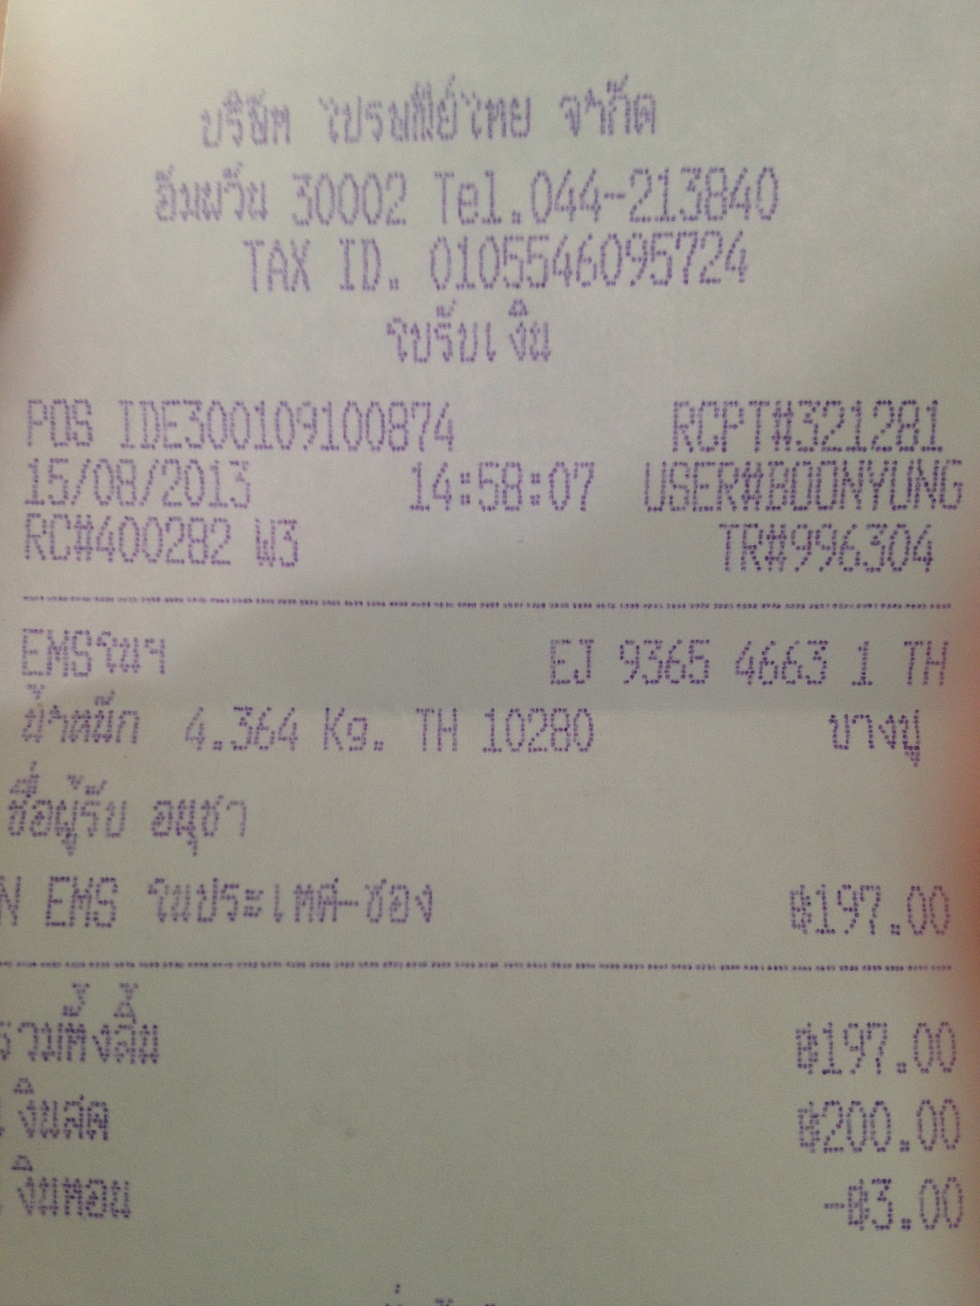 บริษัท ไปรษณีย์ไทย จำกัด
อัมพวัน 30002 Tel.044-213840
TAX ID. 0105546095724
ใบรับเงิน
POS IDE300109100874 RCPT#321281
15/08/2013 14:58:07 USER#BOONYUNG
RC#400282 W3 TR#996304
EMSในฯ EJ 9365 4663 1 TH
น้ำหนัก 4.364 Kg. TH 10280 บางปู
ชื่อผู้รับ อนุชา
N EMS ในประเทศ-ซอง ฿197.00
รวมทั้งสิ้น ฿197.00
เงินสด ฿200.00
เงินทอน -฿3.00